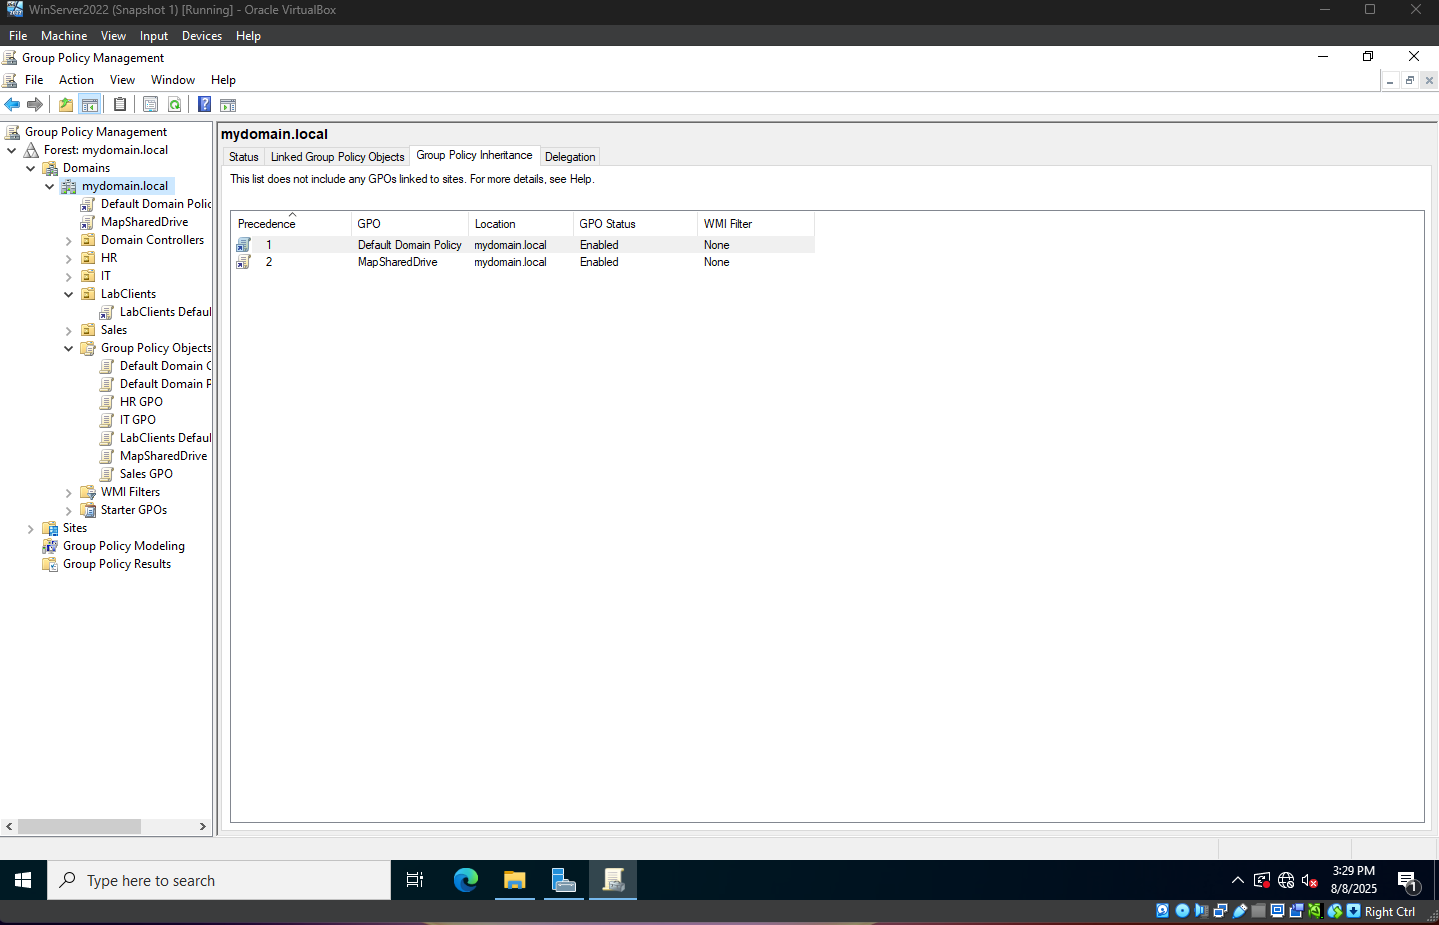 WinServer2022 (Snapshot 1) [Running] - Oracle VirtualBox
File Machine View Input Devices Help
Group Policy Management
File Action View Window Help
Group Policy Management
Forest: mydomain.local
Domains
mydomain.local
Default Domain Polic
MapSharedDrive
Domain Controllers
HR
IT
LabClients
LabClients Defaul
Sales
Group Policy Objects
Default Domain C
Default Domain P
HR GPO
IT GPO
LabClients Defaul
MapSharedDrive
Sales GPO
WMI Filters
Starter GPOs
Sites
Group Policy Modeling
Group Policy Results
mydomain.local
Status Linked Group Policy Objects Group Policy Inheritance Delegation
This list does not include any GPOs linked to sites. For more details, see Help.
Precedence GPO Location GPO Status WMI Filter
1 Default Domain Policy mydomain.local Enabled None
2 MapSharedDrive mydomain.local Enabled None
Type here to search
3:29 PM
8/8/2025
1
Right Ctrl